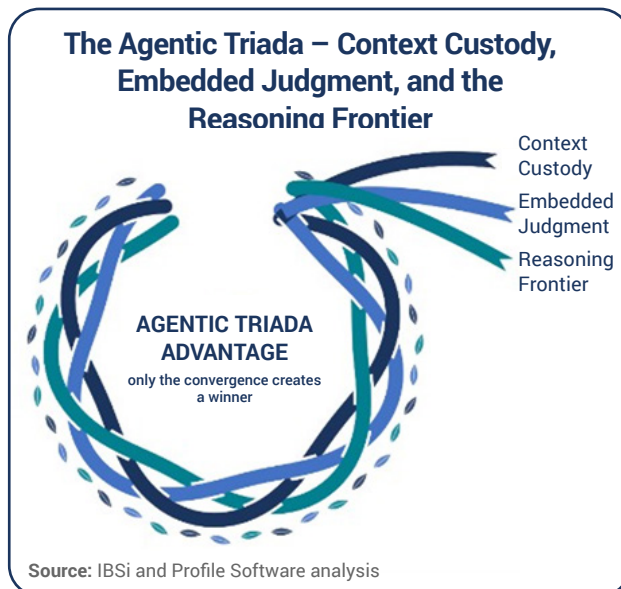 The Agentic Triada – Context Custody,
Embedded Judgment, and the
Reasoning Frontier
Context
Custody
Embedded
Judgment
Reasoning
Frontier
AGENTIC TRIADA
ADVANTAGE
only the convergence creates
a winner
Source: IBSi and Profile Software analysis